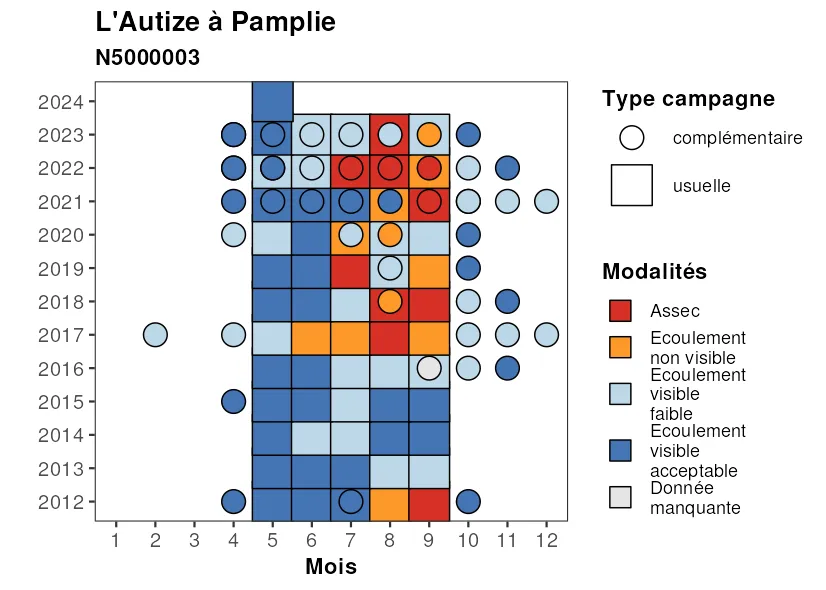 L'Autize à Pamplie
N5000003
2024
2023
2022
2021
2020
2019
2018
2017
2016
2015
2014
2013
2012
1 2 3 4 5 6 7 8 9 10 11 12
Mois
Type campagne
complémentaire
usuelle
Modalités
Assec
Ecoulement
non visible
Ecoulement
visible
faible
Ecoulement
visible
acceptable
Donnée
manquante